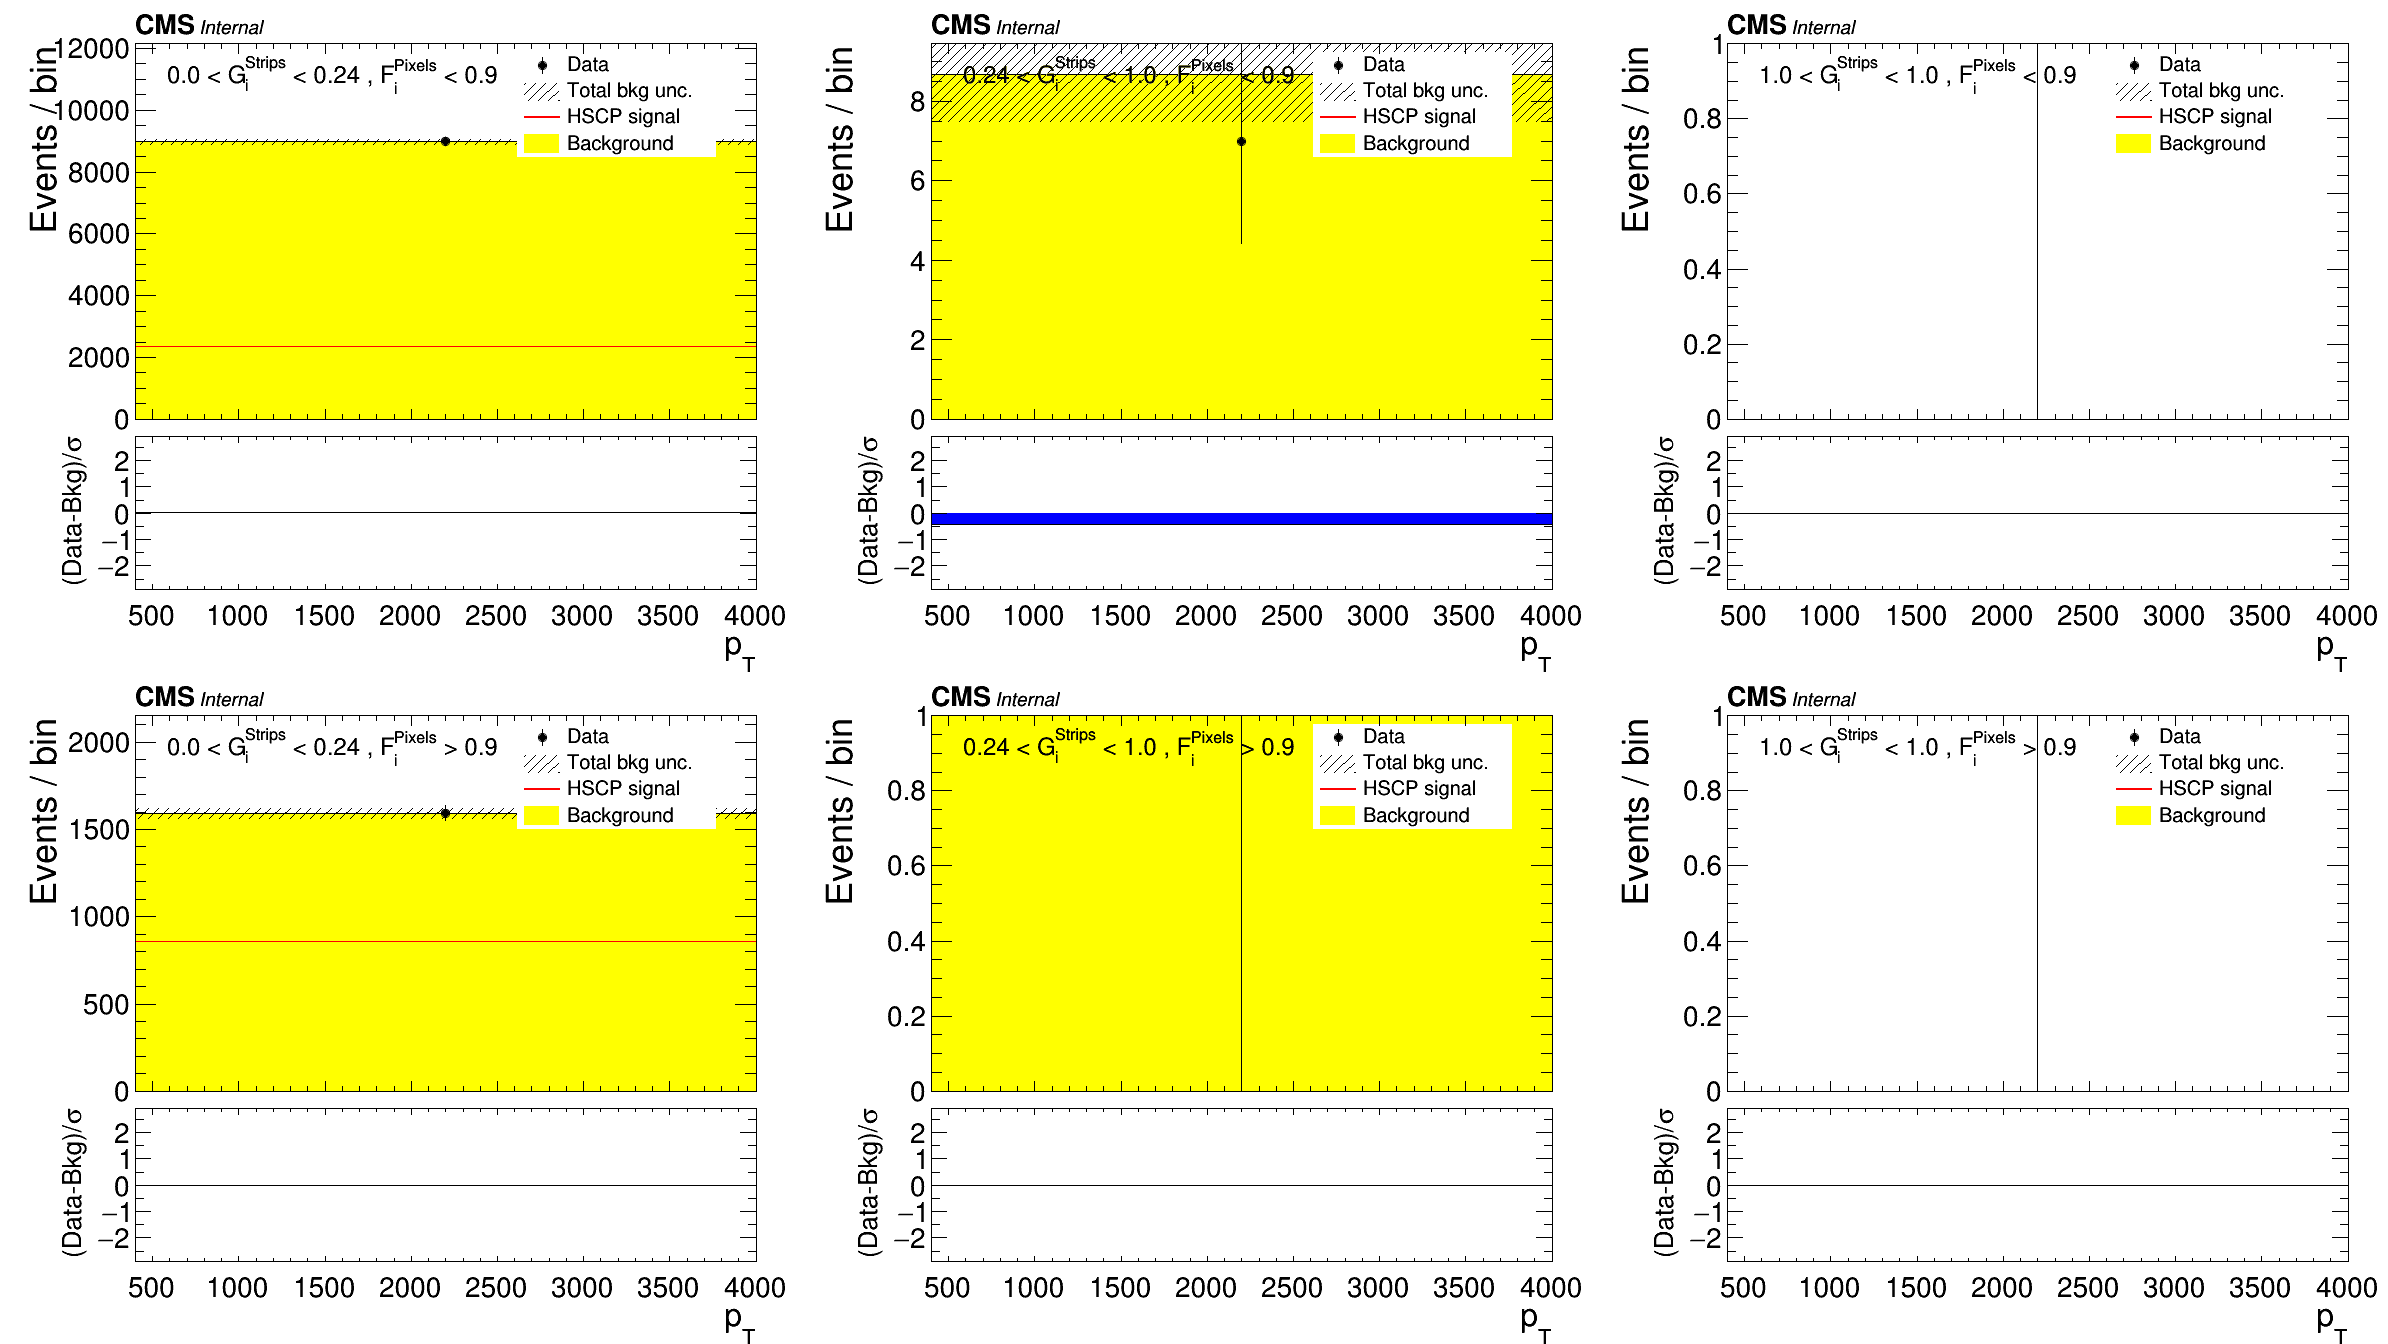 CMS Internal
Events / bin
12000
10000
8000
6000
4000
2000
0
0.0 < G_i^Strips < 0.24 , F_i^Pixels < 0.9
Data
Total bkg unc.
HSCP signal
Background
(Data-Bkg)/σ
2
1
0
−1
−2
500 1000 1500 2000 2500 3000 3500 4000
p_T
CMS Internal
Events / bin
8
6
4
2
0
0.24 < G_i^Strips < 1.0 , F_i^Pixels < 0.9
Data
Total bkg unc.
HSCP signal
Background
(Data-Bkg)/σ
2
1
0
−1
−2
500 1000 1500 2000 2500 3000 3500 4000
p_T
CMS Internal
Events / bin
1
0.8
0.6
0.4
0.2
0
1.0 < G_i^Strips < 1.0 , F_i^Pixels < 0.9
Data
Total bkg unc.
HSCP signal
Background
(Data-Bkg)/σ
2
1
0
−1
−2
500 1000 1500 2000 2500 3000 3500 4000
p_T
CMS Internal
Events / bin
2000
1500
1000
500
0
0.0 < G_i^Strips < 0.24 , F_i^Pixels > 0.9
Data
Total bkg unc.
HSCP signal
Background
(Data-Bkg)/σ
2
1
0
−1
−2
500 1000 1500 2000 2500 3000 3500 4000
p_T
CMS Internal
Events / bin
1
0.8
0.6
0.4
0.2
0
0.24 < G_i^Strips < 1.0 , F_i^Pixels > 0.9
Data
Total bkg unc.
HSCP signal
Background
(Data-Bkg)/σ
2
1
0
−1
−2
500 1000 1500 2000 2500 3000 3500 4000
p_T
CMS Internal
Events / bin
1
0.8
0.6
0.4
0.2
0
1.0 < G_i^Strips < 1.0 , F_i^Pixels > 0.9
Data
Total bkg unc.
HSCP signal
Background
(Data-Bkg)/σ
2
1
0
−1
−2
500 1000 1500 2000 2500 3000 3500 4000
p_T